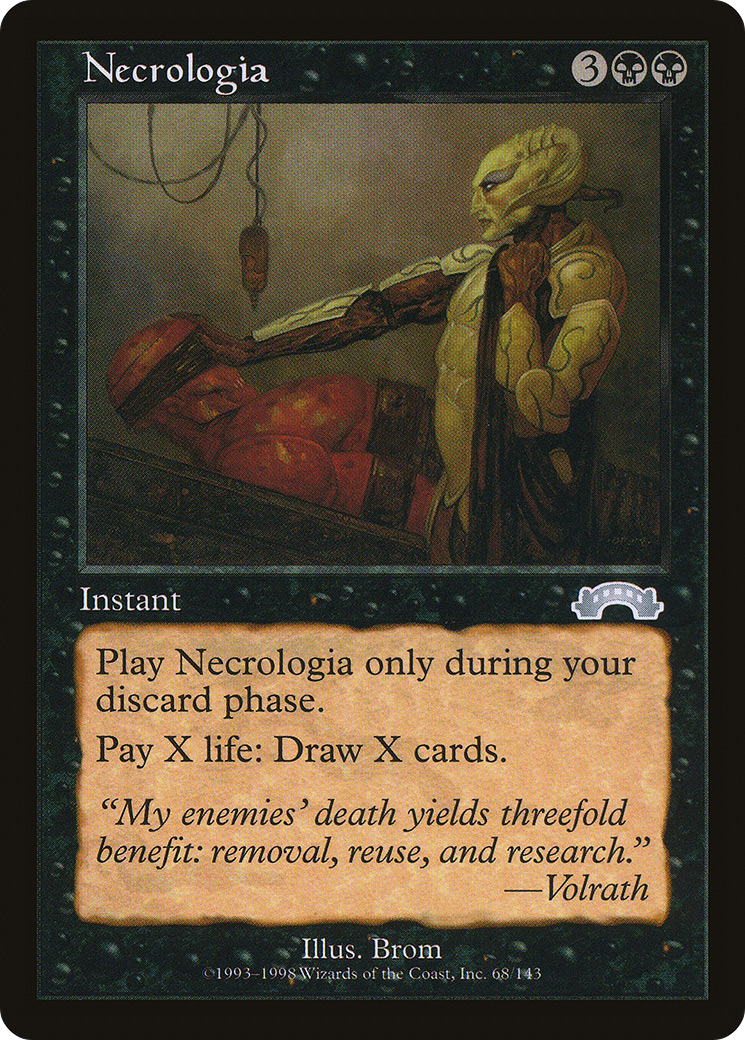 Necrologia 3
Instant
Play Necrologia only during your
discard phase.
Pay X life: Draw X cards.
“My enemies’ death yields threefold
benefit: removal, reuse, and research.”
—Volrath
Illus. Brom
©1993–1998 Wizards of the Coast, Inc. 68/143